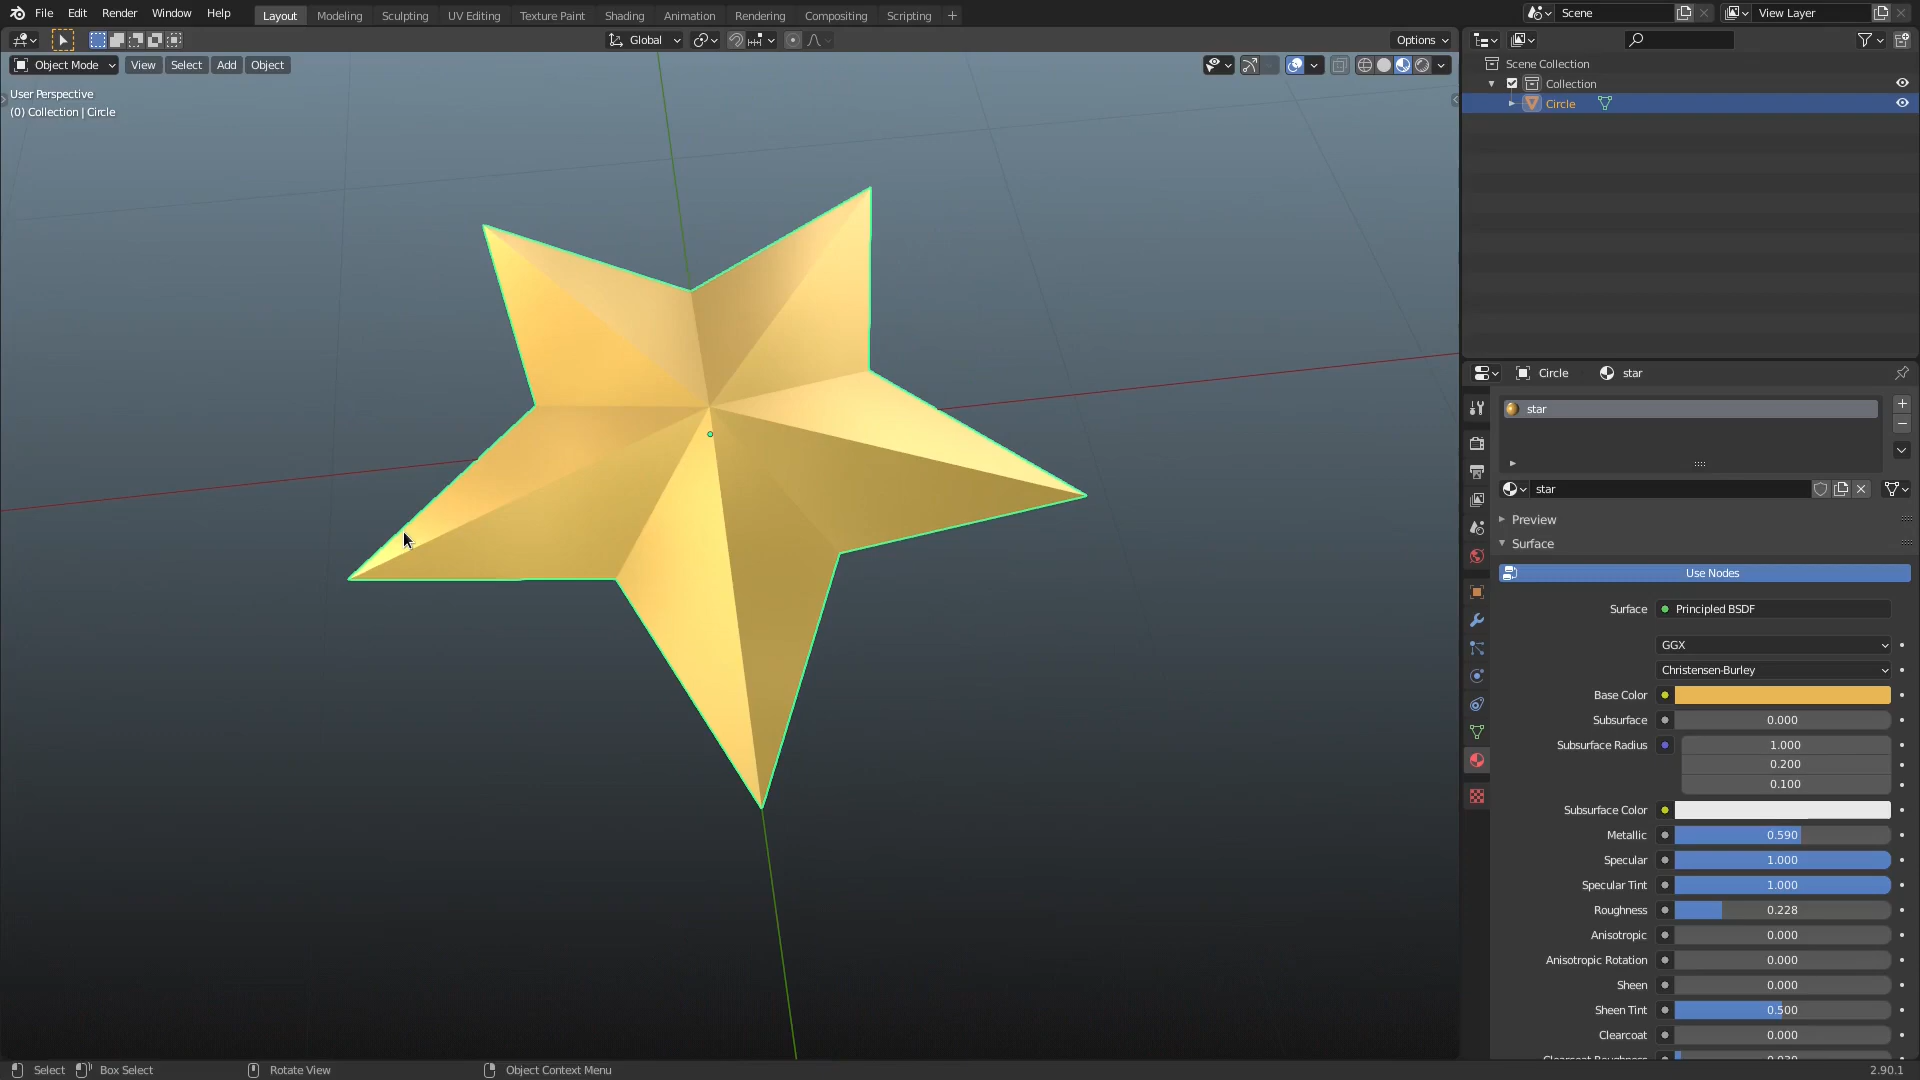 File Edit Render Window Help Layout Modeling Sculpting UV Editing Texture Paint Shading Animation Rendering Compositing Scripting + Scene View Layer
Global Options
Object Mode View Select Add Object
User Perspective
(0) Collection | Circle
Scene Collection
Collection
Circle
Circle star
star
star
Preview
Surface
Use Nodes
Surface Principled BSDF
GGX
Christensen-Burley
Base Color
Subsurface 0.000
Subsurface Radius 1.000
0.200
0.100
Subsurface Color
Metallic 0.590
Specular 1.000
Specular Tint 1.000
Roughness 0.228
Anisotropic 0.000
Anisotropic Rotation 0.000
Sheen 0.000
Sheen Tint 0.500
Clearcoat 0.000
Select Box Select Rotate View Object Context Menu 2.90.1